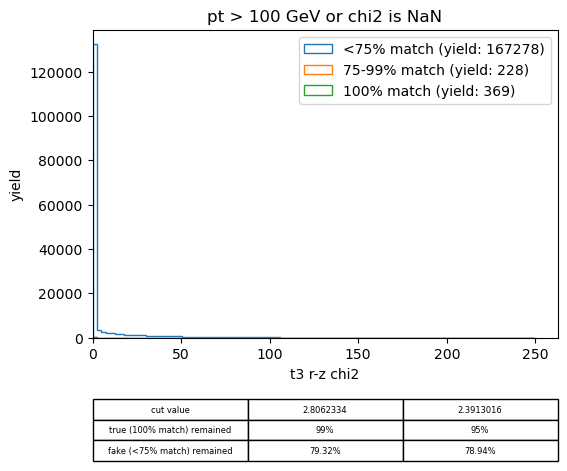 pt > 100 GeV or chi2 is NaN
<75% match (yield: 167278)
75-99% match (yield: 228)
100% match (yield: 369)
yield
120000
100000
80000
60000
40000
20000
0
0 50 100 150 200 250
t3 r-z chi2
cut value 2.8062334 2.3913016
true (100% match) remained 99% 95%
fake (<75% match) remained 79.32% 78.94%